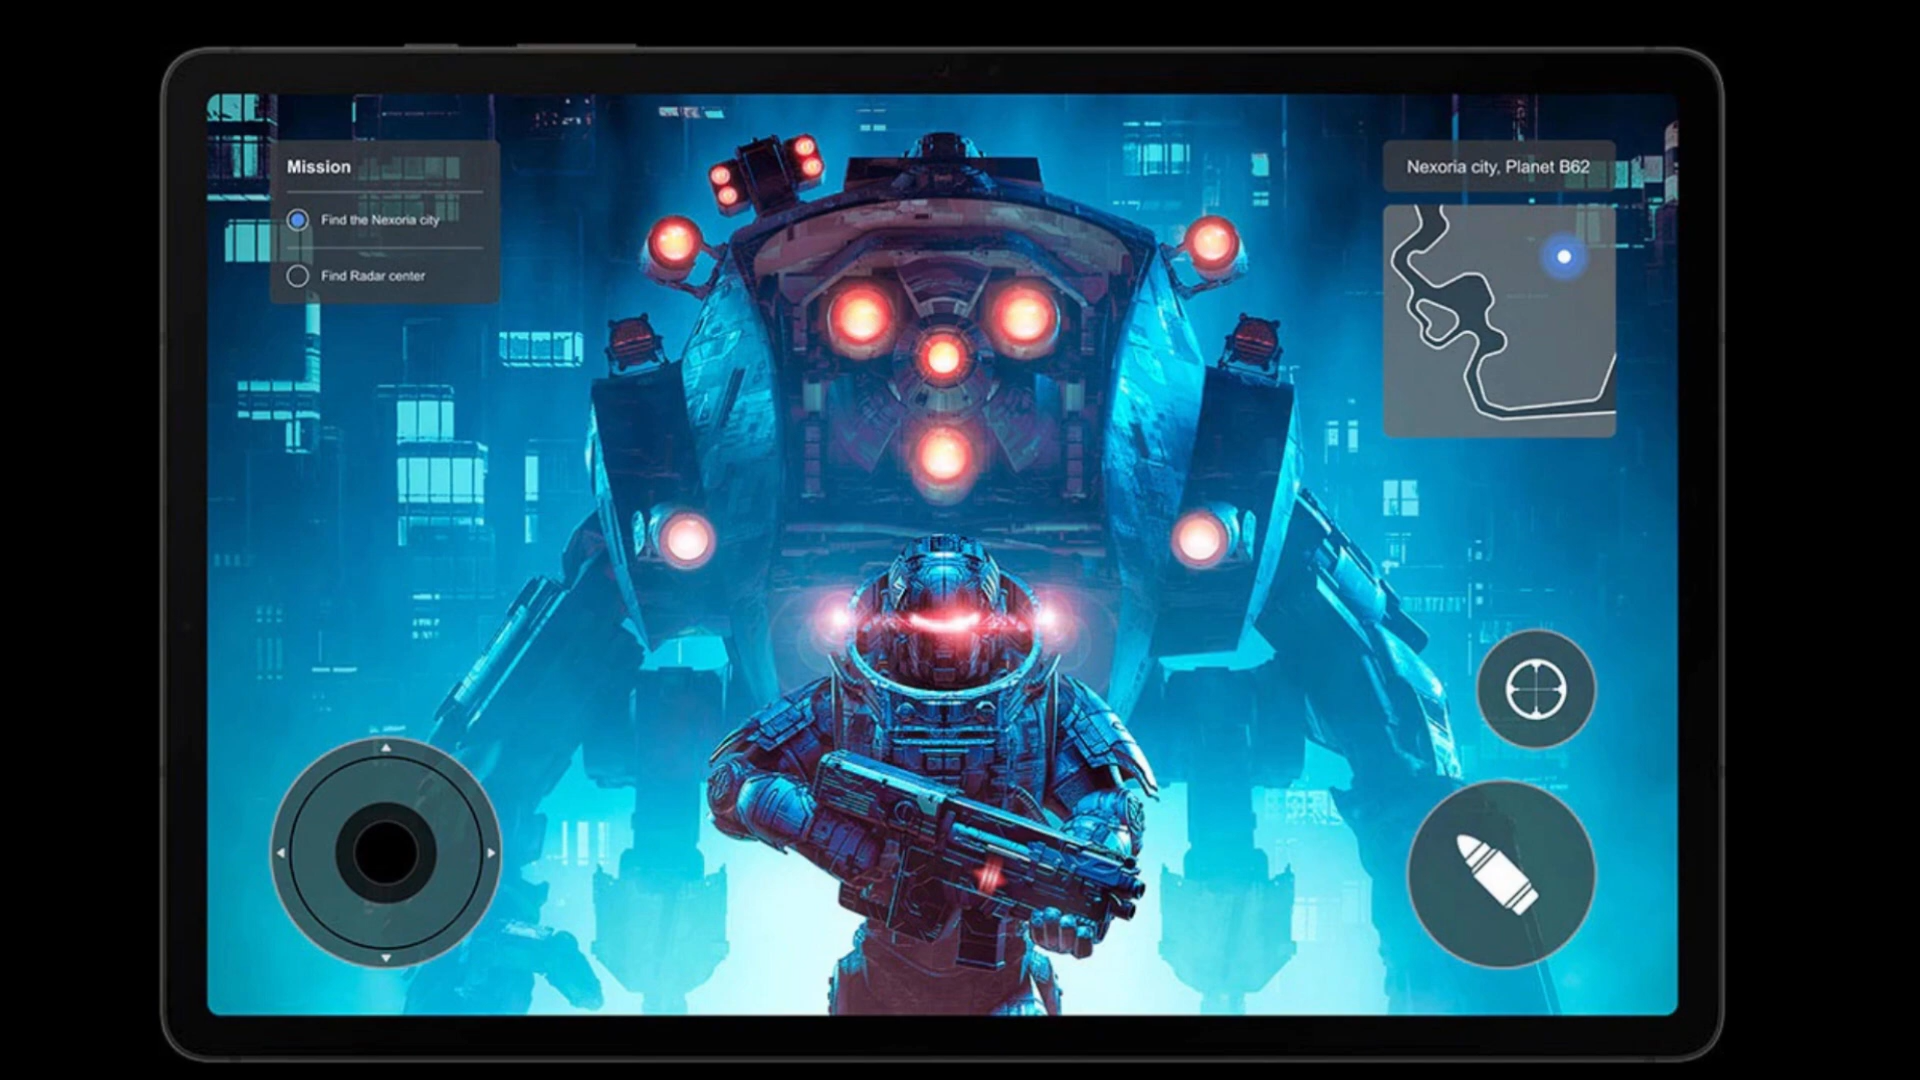 Mission
Find the Nexoria city
Find Radar center
Nexoria city, Planet B62